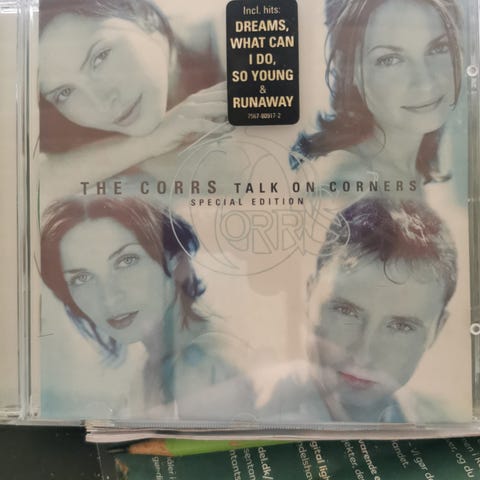 Incl. hits:
DREAMS,
WHAT CAN
I DO,
SO YOUNG
&
RUNAWAY
7567-80917-2
THE CORRS TALK ON CORNERS
SPECIAL EDITION
CORRS